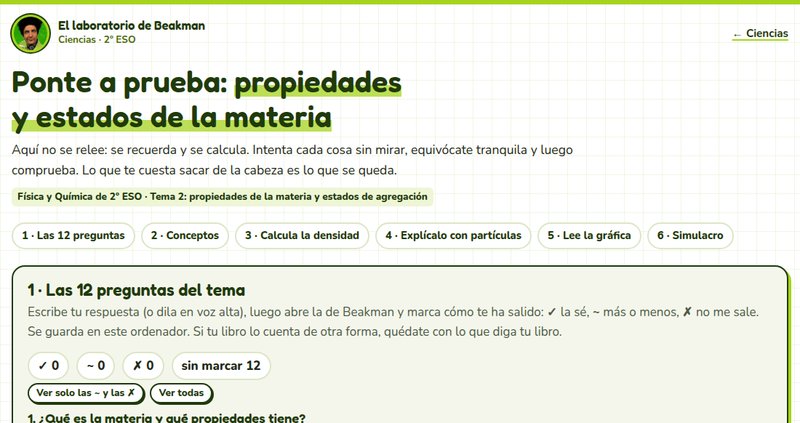 El laboratorio de Beakman
Ciencias · 2º ESO
← Ciencias
Ponte a prueba: propiedades
y estados de la materia
Aquí no se relee: se recuerda y se calcula. Intenta cada cosa sin mirar, equivócate tranquila y luego
comprueba. Lo que te cuesta sacar de la cabeza es lo que se queda.
Física y Química de 2º ESO · Tema 2: propiedades de la materia y estados de agregación
1 · Las 12 preguntas
2 · Conceptos
3 · Calcula la densidad
4 · Explícalo con partículas
5 · Lee la gráfica
6 · Simulacro
1 · Las 12 preguntas del tema
Escribe tu respuesta (o dila en voz alta), luego abre la de Beakman y marca cómo te ha salido: ✓ la sé, ~ más o menos, ✗ no me sale.
Se guarda en este ordenador. Si tu libro lo cuenta de otra forma, quédate con lo que diga tu libro.
✓ 0
~ 0
✗ 0
sin marcar 12
Ver solo las ~ y las ✗
Ver todas
1. ¿Qué es la materia y qué propiedades tiene?